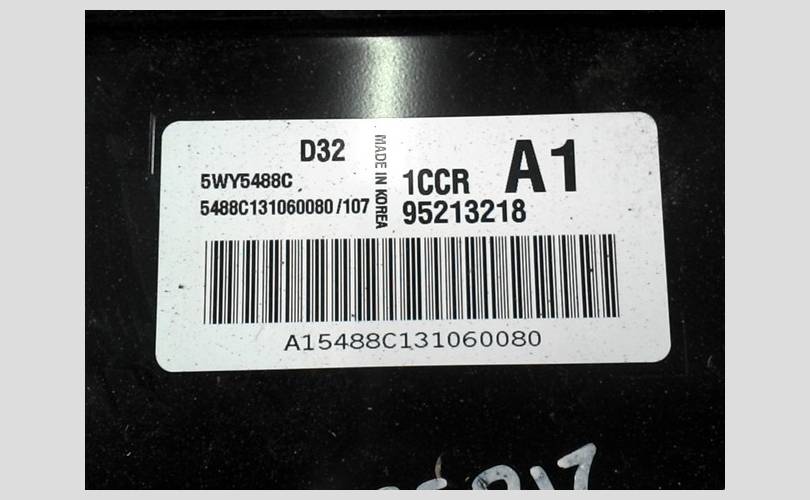 D32
MADE IN KOREA
5WY5488C
5488C131060080/107
1CCR
A1
95213218
A15488C131060080